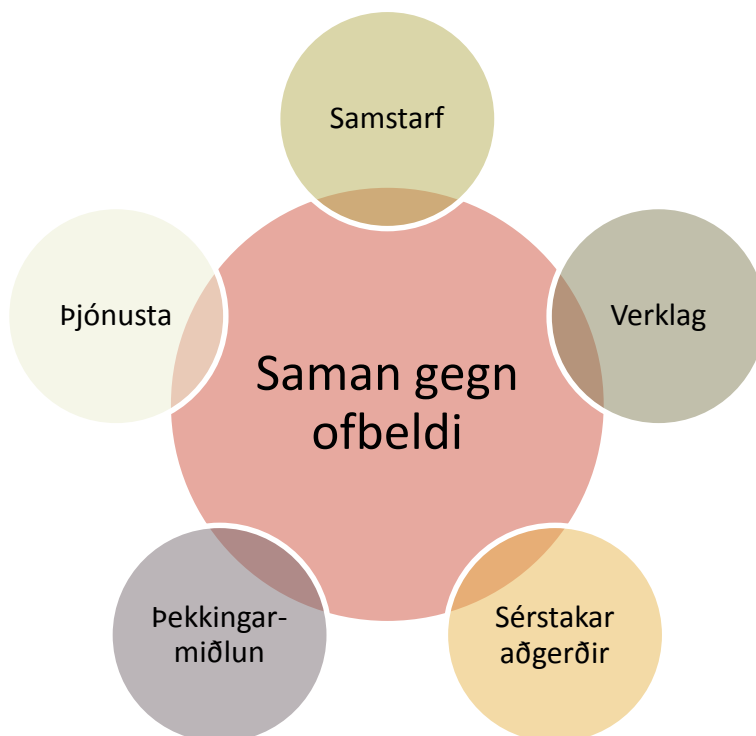 Samstarf
Þjónusta
Verklag
Saman gegn
ofbeldi
Þekkingar-
miðlun
Sérstakar
aðgerðir